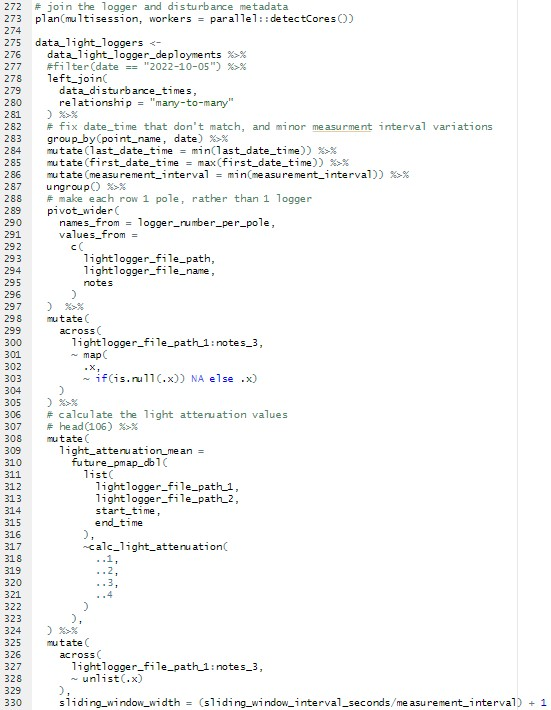 272 # join the logger and disturbance metadata
273 plan(multisession, workers = parallel::detectCores())
274
275 data_light_loggers <-
276 data_light_logger_deployments %>%
277 #filter(date == "2022-10-05") %>%
278 left_join(
279 data_disturbance_times,
280 relationship = "many-to-many"
281 ) %>%
282 # fix date_time that don't match, and minor measurment interval variations
283 group_by(point_name, date) %>%
284 mutate(last_date_time = min(last_date_time)) %>%
285 mutate(first_date_time = max(first_date_time)) %>%
286 mutate(measurement_interval = min(measurement_interval)) %>%
287 ungroup() %>%
288 # make each row 1 pole, rather than 1 logger
289 pivot_wider(
290 names_from = logger_number_per_pole,
291 values_from =
292 c(
293 lightlogger_file_path,
294 lightlogger_file_name,
295 notes
296 )
297 ) %>%
298 mutate(
299 across(
300 lightlogger_file_path_1:notes_3,
301 ~ map(
302 .x,
303 ~ if(is.null(.x)) NA else .x)
304 )
305 ) %>%
306 # calculate the light attenuation values
307 # head(106) %>%
308 mutate(
309 light_attenuation_mean =
310 future_pmap_dbl(
311 list(
312 lightlogger_file_path_1,
313 lightlogger_file_path_2,
314 start_time,
315 end_time
316 ),
317 ~calc_light_attenuation(
318 ..1,
319 ..2,
320 ..3,
321 ..4
322 )
323 ),
324 ) %>%
325 mutate(
326 across(
327 lightlogger_file_path_1:notes_3,
328 ~ unlist(.x)
329 ),
330 sliding_window_width = (sliding_window_interval_seconds/measurement_interval) + 1